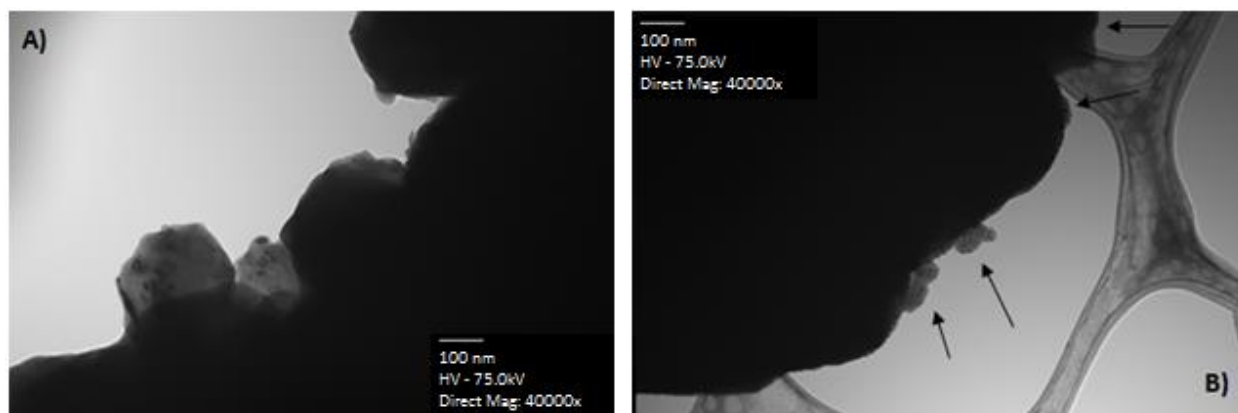 A)
100 nm
HV - 75.0kV
Direct Mag: 40000x
100 nm
HV - 75.0kV
Direct Mag: 40000x
B)